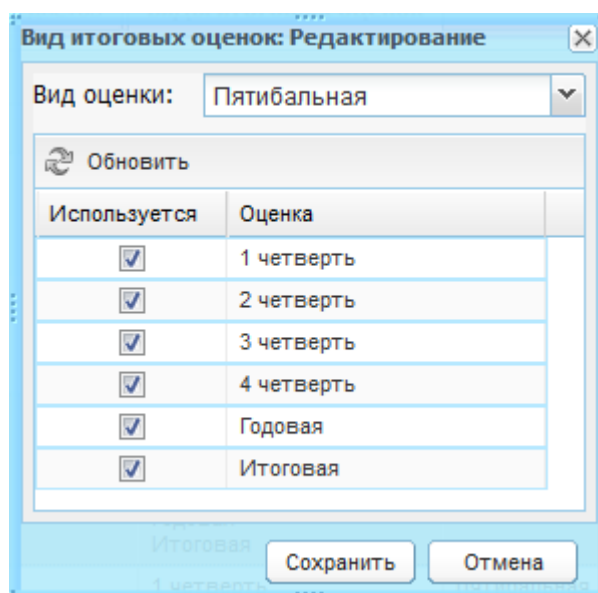 Вид итоговых оценок: Редактирование
Вид оценки: Пятибальная
Обновить
Используется Оценка
1 четверть
2 четверть
3 четверть
4 четверть
Годовая
Итоговая
Итоговая
Сохранить Отмена
1 четверть